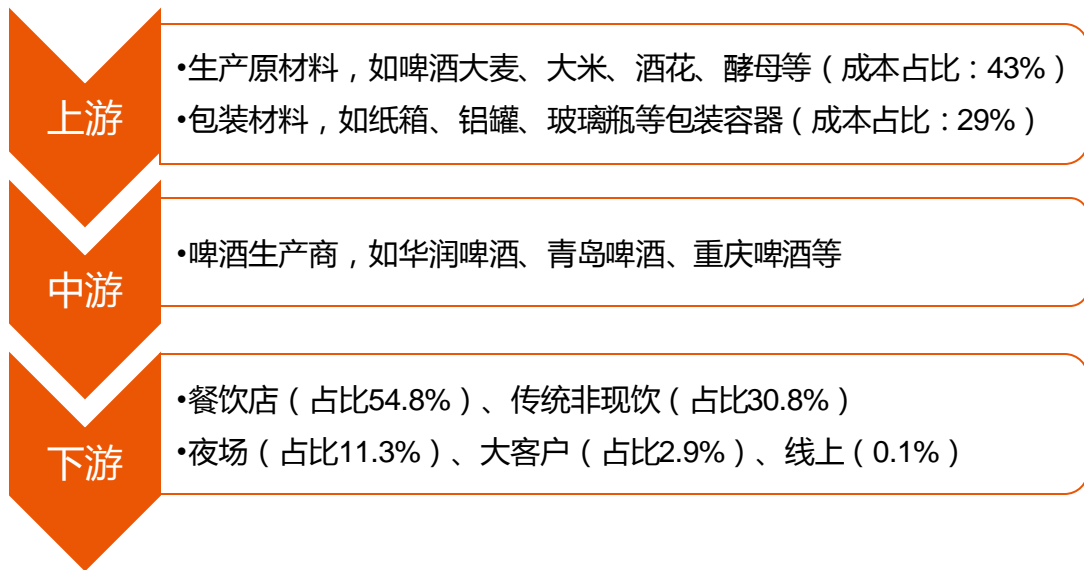 上游
•生产原材料，如啤酒大麦、大米、酒花、酵母等（成本占比：43%）
•包装材料，如纸箱、铝罐、玻璃瓶等包装容器（成本占比：29%）
中游
•啤酒生产商，如华润啤酒、青岛啤酒、重庆啤酒等
下游
•餐饮店（占比54.8%）、传统非现饮（占比30.8%）
•夜场（占比11.3%）、大客户（占比2.9%）、线上（0.1%）